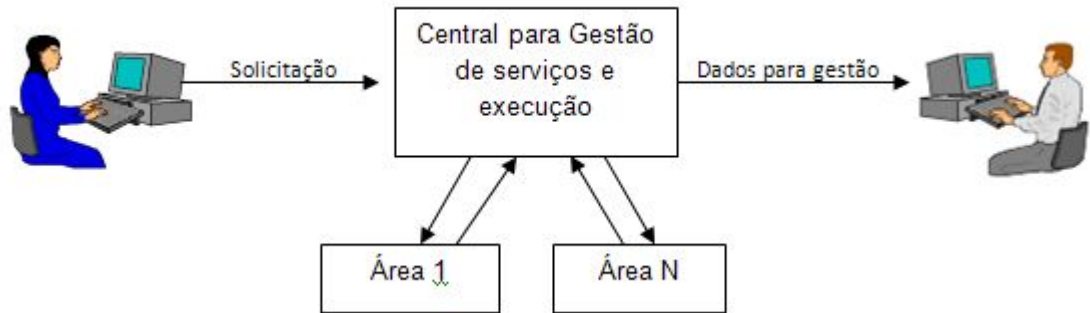 Central para Gestão
de serviços e
execução
Solicitação
Dados para gestão
Área 1
Área N